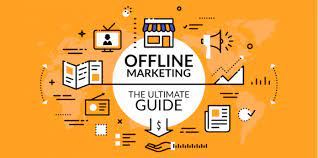 OFFLINE
MARKETING
THE ULTIMATE
GUIDE
$